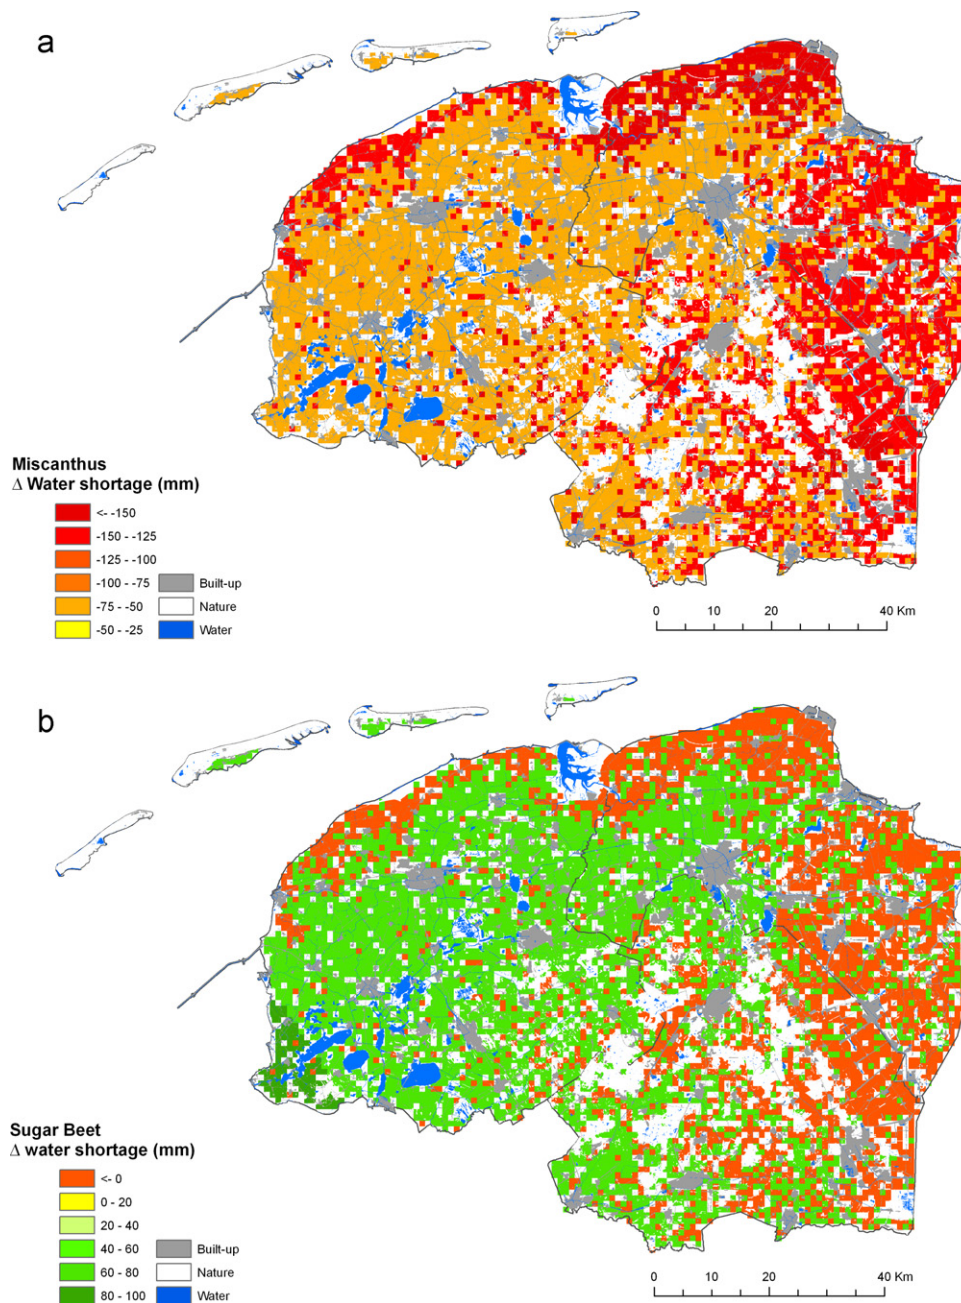 a
Miscanthus
Δ Water shortage (mm)
<- -150
-150 - -125
-125 - -100
-100 - -75
-75 - -50
-50 - -25
Built-up
Nature
Water
0 10 20 40 Km
b
Sugar Beet
Δ water shortage (mm)
<- 0
0 - 20
20 - 40
40 - 60
60 - 80
80 - 100
Built-up
Nature
Water
0 10 20 40 Km